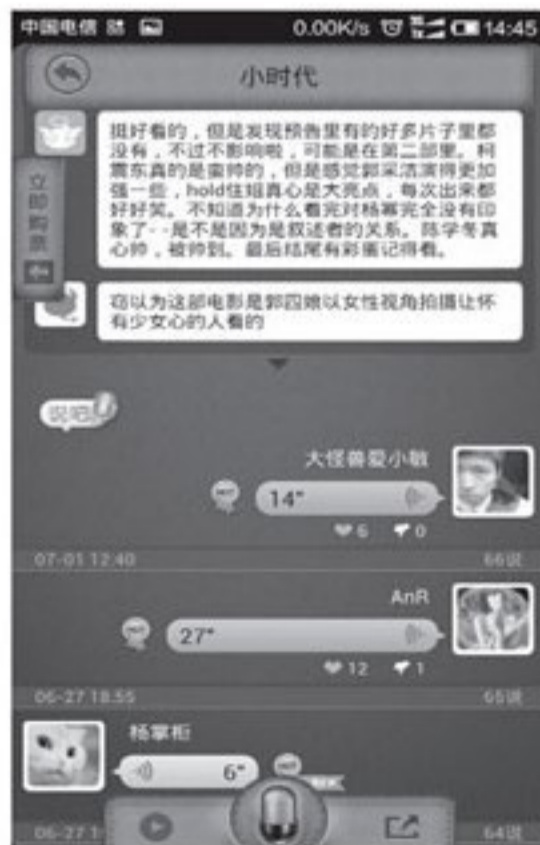 中国电信 0.00K/s 14:45
小时代
挺好看的，但是发现预告里有的好多片子里都
没有，不过不影响啦，可能是在第二部里。柯
震东真的是蛮帅的，但是感觉郭采洁演得更加
强一些，hold住姐真心是大亮点，每次出来都
好好笑。不知道为什么看完对杨幂完全没有印
象了--是不是因为是叙述者的关系。陈学冬真
心帅，被帅到。最后结尾有彩蛋记得看。
立即购票
窃以为这部电影是郭四娘以女性视角拍摄让怀
有少女心的人看的
说吧
大怪兽爱小敏
14"
6 0
07-01 12:40 66说
AnR
27"
12 1
06-27 18:55 65说
杨掌柜
6"
06-27 64说